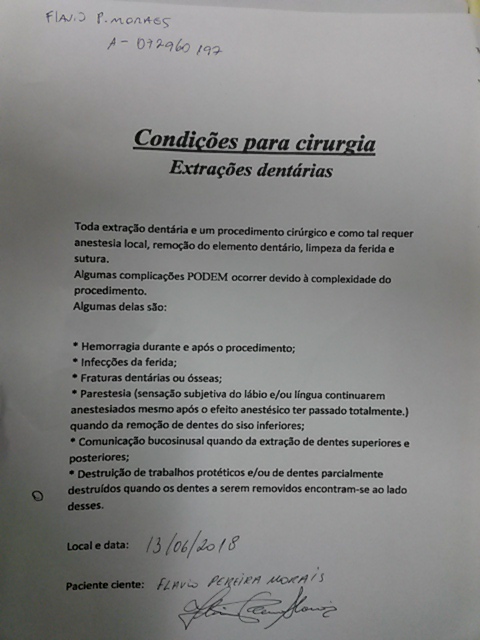 FLAVIO P. MORAES
A- 072960197
Condições para cirurgia
Extrações dentárias
Toda extração dentária e um procedimento cirúrgico e como tal requer
anestesia local, remoção do elemento dentário, limpeza da ferida e
sutura.
Algumas complicações PODEM ocorrer devido à complexidade do
procedimento.
Algumas delas são:
* Hemorragia durante e após o procedimento;
* Infecções da ferida;
* Fraturas dentárias ou ósseas;
* Parestesia (sensação subjetiva do lábio e/ou língua continuarem
anestesiados mesmo após o efeito anestésico ter passado totalmente.)
quando da remoção de dentes do siso inferiores;
* Comunicação bucosinusal quando da extração de dentes superiores e
posteriores;
* Destruição de trabalhos protéticos e/ou de dentes parcialmente
destruídos quando os dentes a serem removidos encontram-se ao lado
desses.
Local e data: 13/06/2018
Paciente ciente: FLAVIO PEREIRA MORAIS